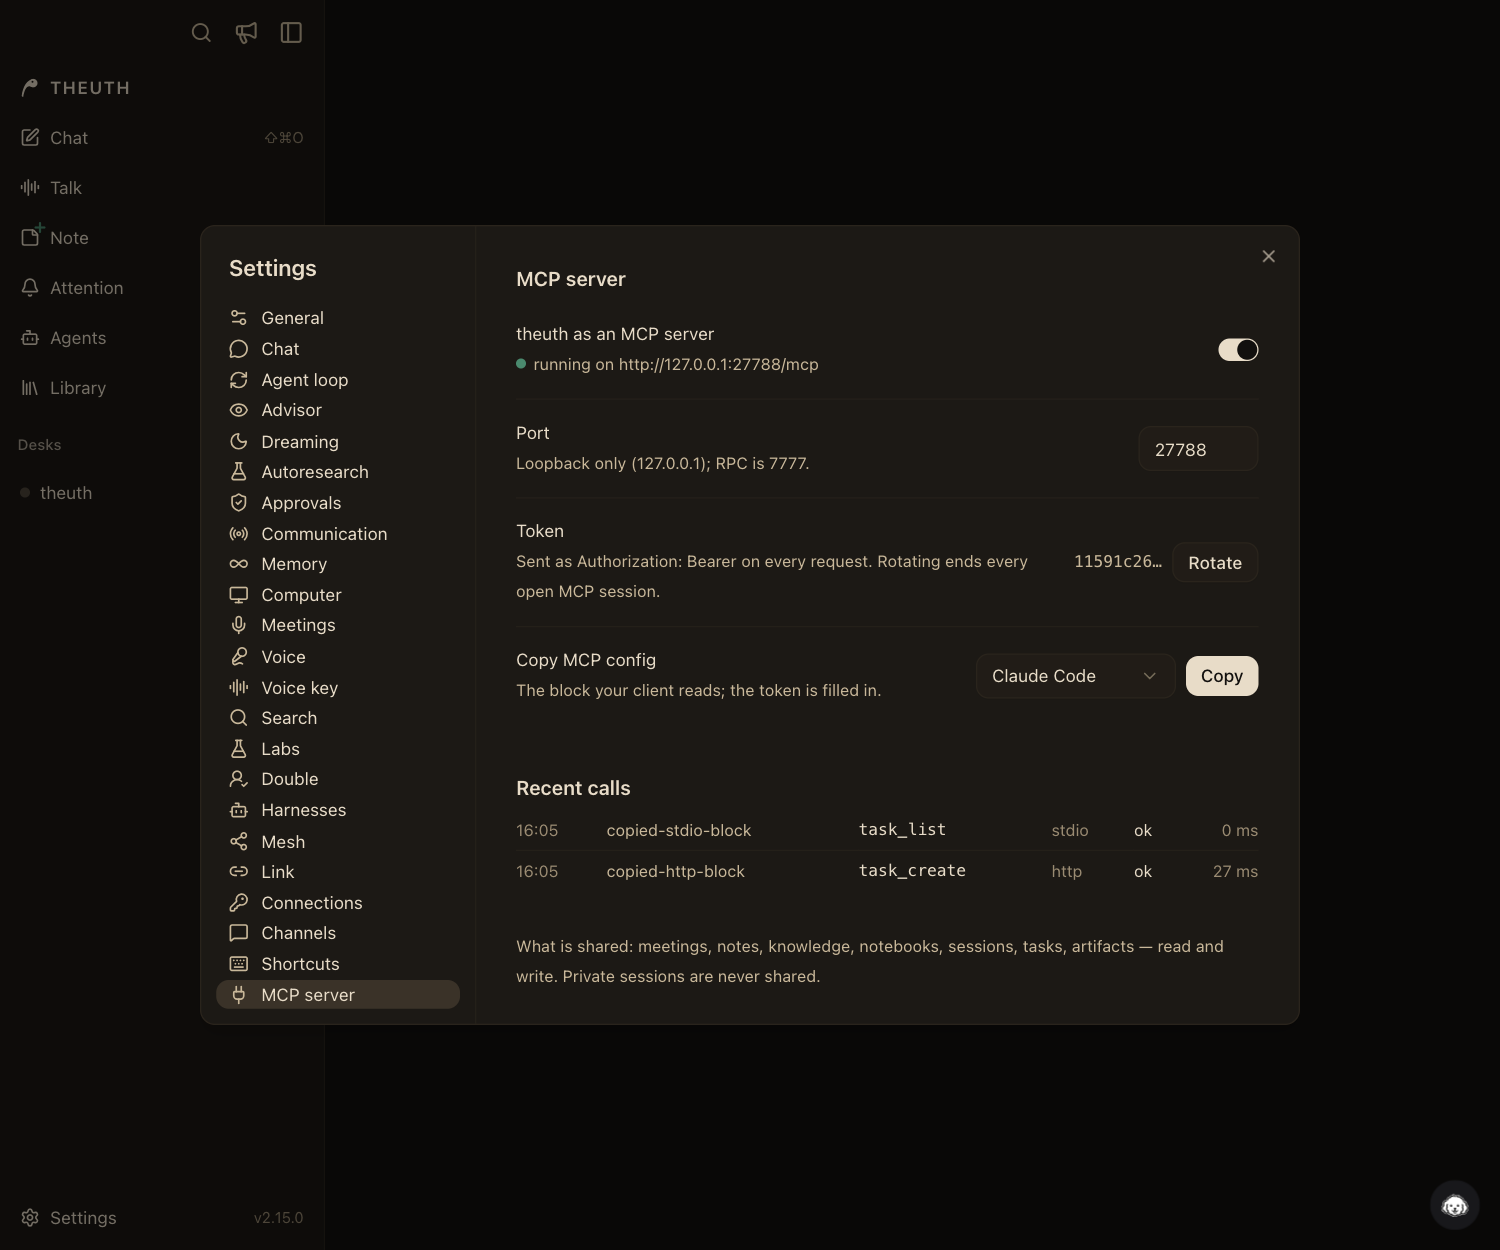 THEUTH
Chat ⇧⌘O
Talk
Note
Attention
Agents
Library
Desks
theuth
Settings v2.15.0
Settings
General
Chat
Agent loop
Advisor
Dreaming
Autoresearch
Approvals
Communication
Memory
Computer
Meetings
Voice
Voice key
Search
Labs
Double
Harnesses
Mesh
Link
Connections
Channels
Shortcuts
MCP server
MCP server
theuth as an MCP server
running on http://127.0.0.1:27788/mcp
Port
Loopback only (127.0.0.1); RPC is 7777.
27788
Token
Sent as Authorization: Bearer on every request. Rotating ends every
open MCP session.
11591c26… Rotate
Copy MCP config
The block your client reads; the token is filled in.
Claude Code Copy
Recent calls
16:05 copied-stdio-block task_list stdio ok 0 ms
16:05 copied-http-block task_create http ok 27 ms
What is shared: meetings, notes, knowledge, notebooks, sessions, tasks, artifacts — read and
write. Private sessions are never shared.